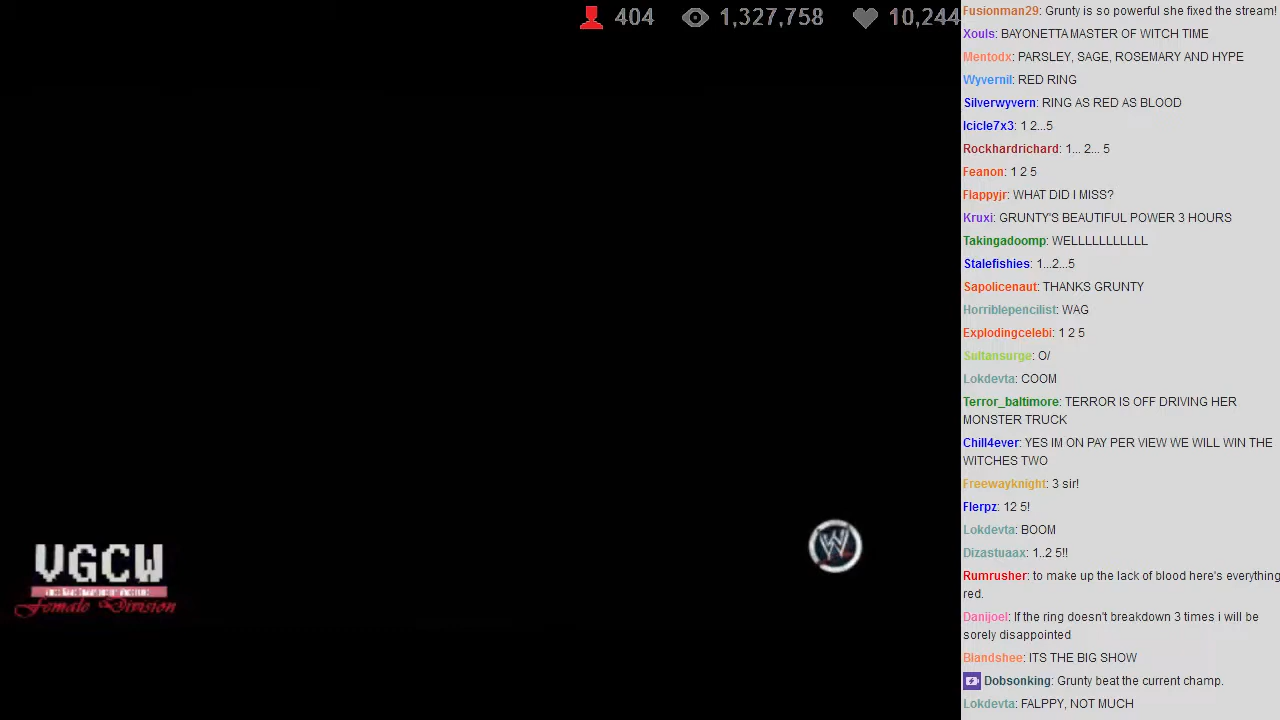 404 1,327,758 10,244
Fusionman29: Grunty is so powerful she fixed the stream!
Xouls: BAYONETTA MASTER OF WITCH TIME
Mentodx: PARSLEY, SAGE, ROSEMARY AND HYPE
Wyvernil: RED RING
Silverwyvern: RING AS RED AS BLOOD
Icicle7x3: 1 2...5
Rockhardrichard: 1... 2... 5
Feanon: 1 2 5
Flappyjr: WHAT DID I MISS?
Kruxi: GRUNTY'S BEAUTIFUL POWER 3 HOURS
Takingadoomp: WELLLLLLLLLLL
Stalefishies: 1...2...5
Sapolicenaut: THANKS GRUNTY
Horriblepencilist: WAG
Explodingcelebi: 1 2 5
Sultansurge: O/
Lokdevta: COOM
Terror_baltimore: TERROR IS OFF DRIVING HER
MONSTER TRUCK
Chill4ever: YES IM ON PAY PER VIEW WE WILL WIN THE
WITCHES TWO
Freewayknight: 3 sir!
Flerpz: 12 5!
Lokdevta: BOOM
Dizastuaax: 1..2 5!!
Rumrusher: to make up the lack of blood here's everything
red.
Danijoel: If the ring doesn't breakdown 3 times i will be
sorely disappointed
Blandshee: ITS THE BIG SHOW
Dobsonking: Grunty beat the current champ.
Lokdevta: FALPPY, NOT MUCH
VGCW
Female Division
W